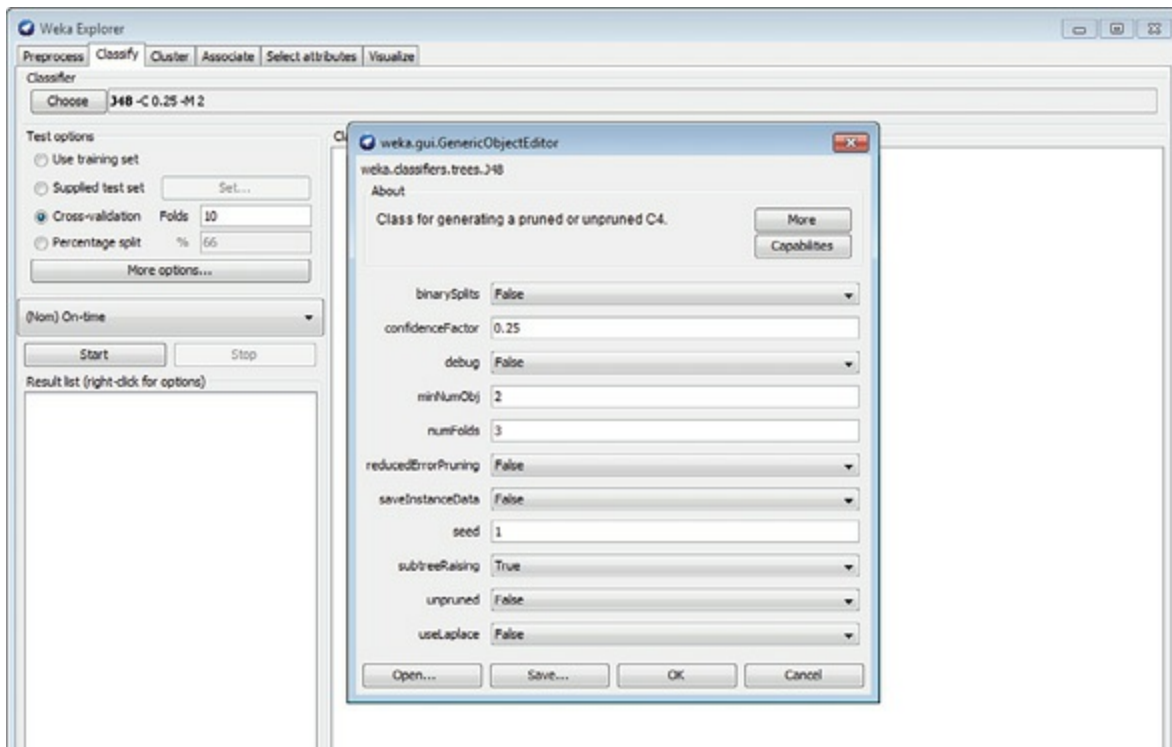 Weka Explorer
Preprocess Classify Cluster Associate Select attributes Visualize
Classifier
Choose J48 -C 0.25 -M 2
Test options
Use training set
Supplied test set Set...
Cross-validation Folds 10
Percentage split % 66
More options...
(Nom) On-time
Start Stop
Result list (right-click for options)
Cl
weka.gui.GenericObjectEditor
weka.classifiers.trees.J48
About
Class for generating a pruned or unpruned C4.
More
Capabilities
binarySplits False
confidenceFactor 0.25
debug False
minNumObj 2
numFolds 3
reducedErrorPruning False
saveInstanceData False
seed 1
subtreeRaising True
unpruned False
useLaplace False
Open... Save... OK Cancel